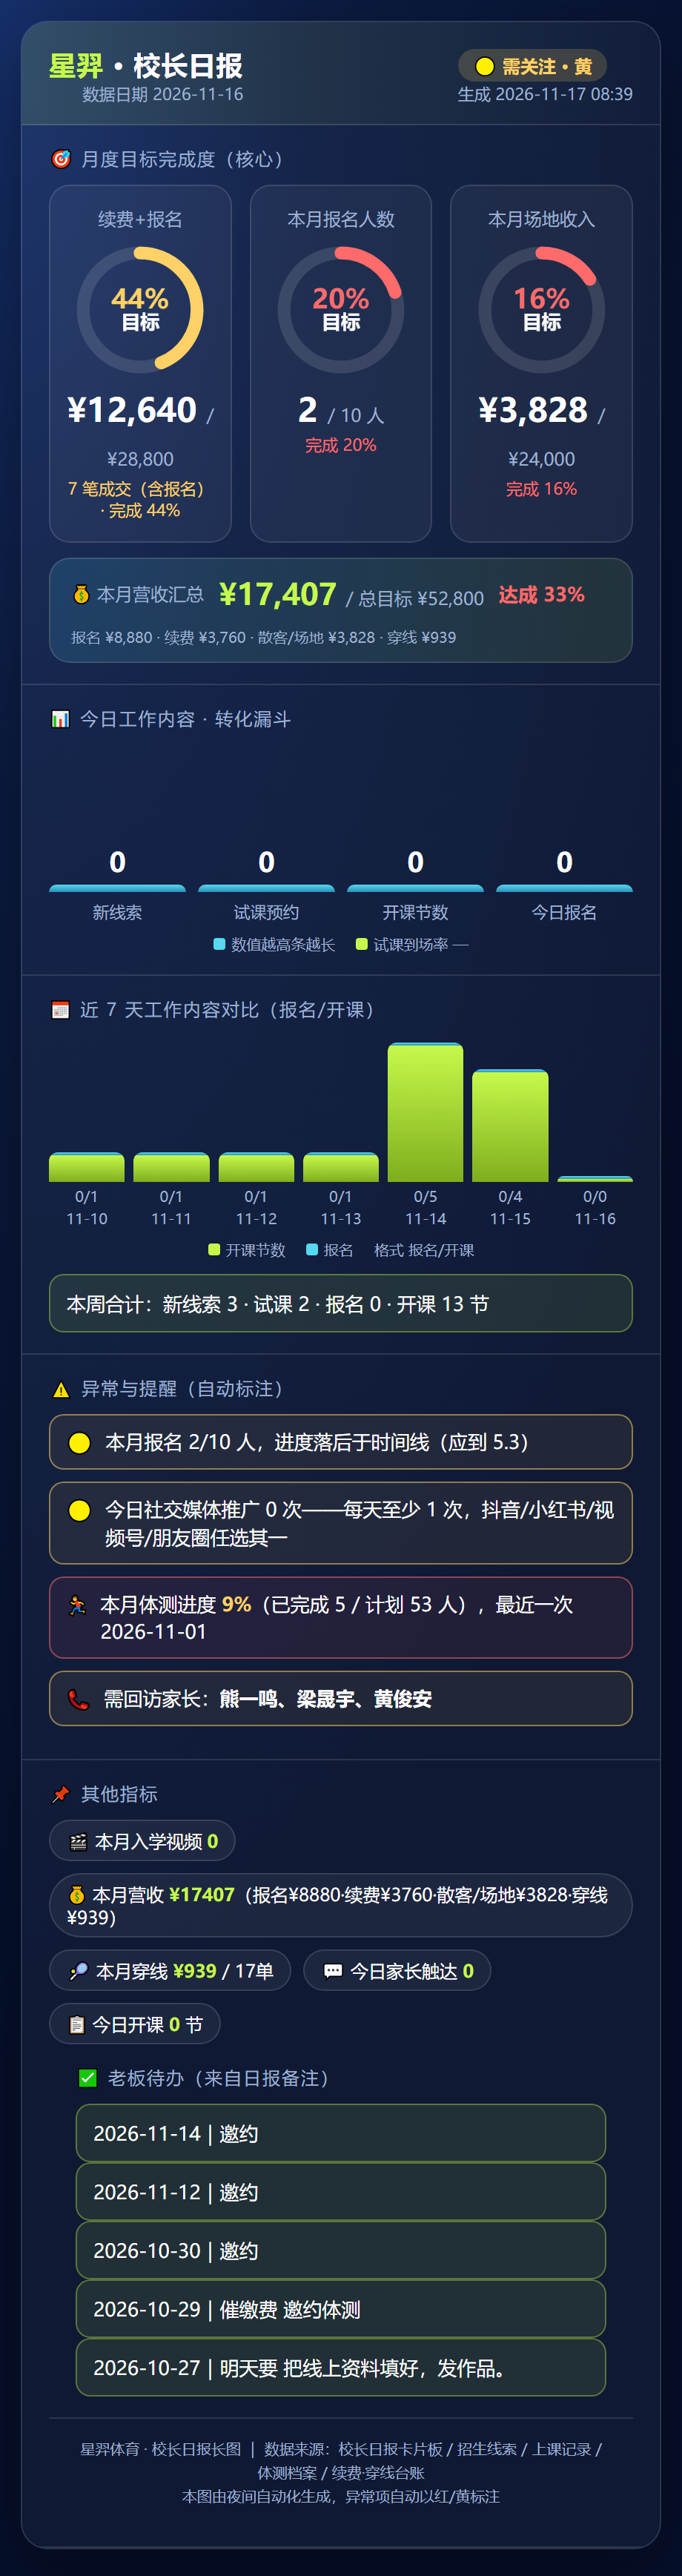 星羿 · 校长日报
数据日期 2026-11-16
需关注 · 黄
生成 2026-11-17 08:39
🎯 月度目标完成度（核心）
续费+报名
44%
目标
¥12,640 /
¥28,800
7 笔成交（含报名）
· 完成 44%
本月报名人数
20%
目标
2 / 10 人
完成 20%
本月场地收入
16%
目标
¥3,828 /
¥24,000
完成 16%
💰 本月营收汇总 ¥17,407 / 总目标 ¥52,800 达成 33%
报名 ¥8,880 · 续费 ¥3,760 · 散客/场地 ¥3,828 · 穿线 ¥939
📊 今日工作内容 · 转化漏斗
0 0 0 0
新线索 试课预约 开课节数 今日报名
数值越高条越长 试课到场率 —
近 7 天工作内容对比（报名/开课）
0/1 0/1 0/1 0/1 0/5 0/4 0/0
11-10 11-11 11-12 11-13 11-14 11-15 11-16
开课节数 报名 格式 报名/开课
本周合计：新线索 3 · 试课 2 · 报名 0 · 开课 13 节
⚠️ 异常与提醒（自动标注）
本月报名 2/10 人，进度落后于时间线（应到 5.3）
今日社交媒体推广 0 次——每天至少 1 次，抖音/小红书/视
频号/朋友圈任选其一
本月体测进度 9%（已完成 5 / 计划 53 人），最近一次
2026-11-01
需回访家长：熊一鸣、梁晟宇、黄俊安
📌 其他指标
🎬 本月入学视频 0
💰 本月营收 ¥17407（报名¥8880·续费¥3760·散客/场地¥3828·穿线
¥939）
本月穿线 ¥939 / 17单
💬 今日家长触达 0
📋 今日开课 0 节
✅ 老板待办（来自日报备注）
2026-11-14 | 邀约
2026-11-12 | 邀约
2026-10-30 | 邀约
2026-10-29 | 催缴费 邀约体测
2026-10-27 | 明天要 把线上资料填好，发作品。
星羿体育 · 校长日报长图 ｜ 数据来源：校长日报卡片板 / 招生线索 / 上课记录 /
体测档案 / 续费·穿线台账
本图由夜间自动化生成，异常项自动以红/黄标注